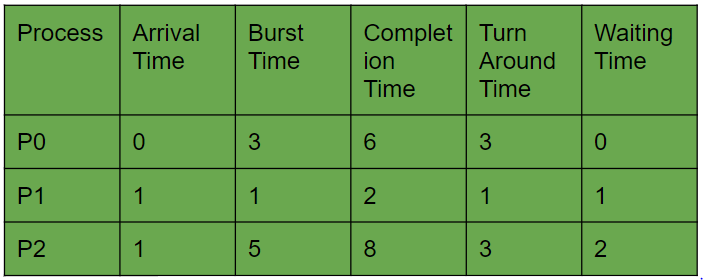 Process Arrival Time Burst Time Completion Time Turn Around Time Waiting Time
P0 0 3 6 3 0
P1 1 1 2 1 1
P2 1 5 8 3 2